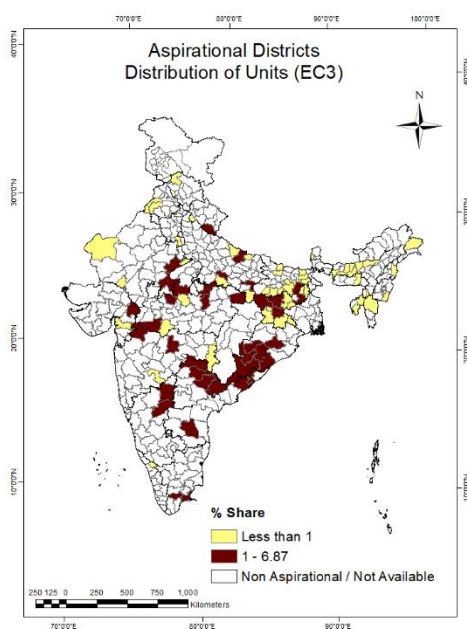 70°0'0"E 80°0'0"E 90°0'0"E 100°0'0"E
Aspirational Districts
Distribution of Units (EC3)
N
40°0'0"N
30°0'0"N
20°0'0"N
10°0'0"N
% Share
Less than 1
1 - 6.87
Non Aspirational / Not Available
250 125 0 250 500 750 1,000
Kilometers
70°0'0"E 80°0'0"E 90°0'0"E